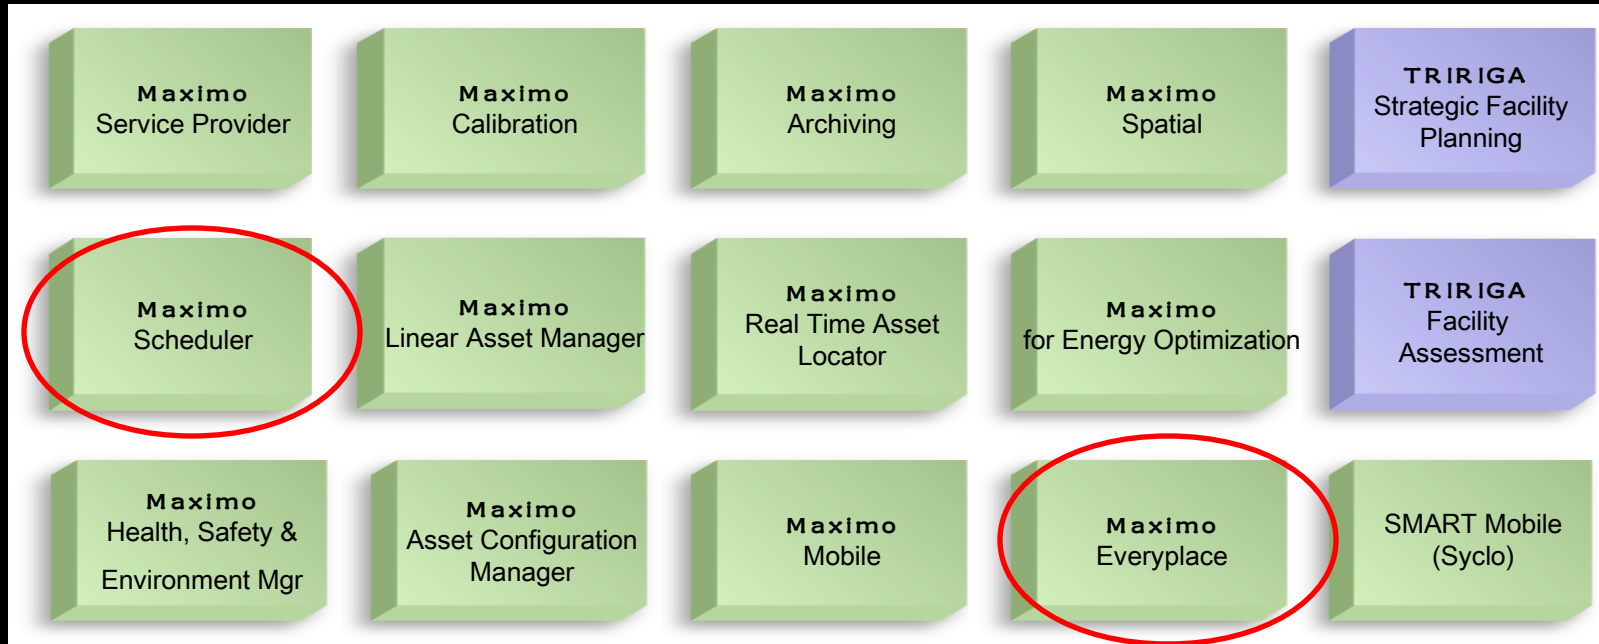 Maximo
Service Provider
Maximo
Calibration
Maximo
Archiving
Maximo
Spatial
TRIRIGA
Strategic Facility
Planning
Maximo
Scheduler
Maximo
Linear Asset Manager
Maximo
Real Time Asset
Locator
Maximo
for Energy Optimization
TRIRIGA
Facility
Assessment
Maximo
Health, Safety &
Environment Mgr
Maximo
Asset Configuration
Manager
Maximo
Mobile
Maximo
Everyplace
SMART Mobile
(Syclo)